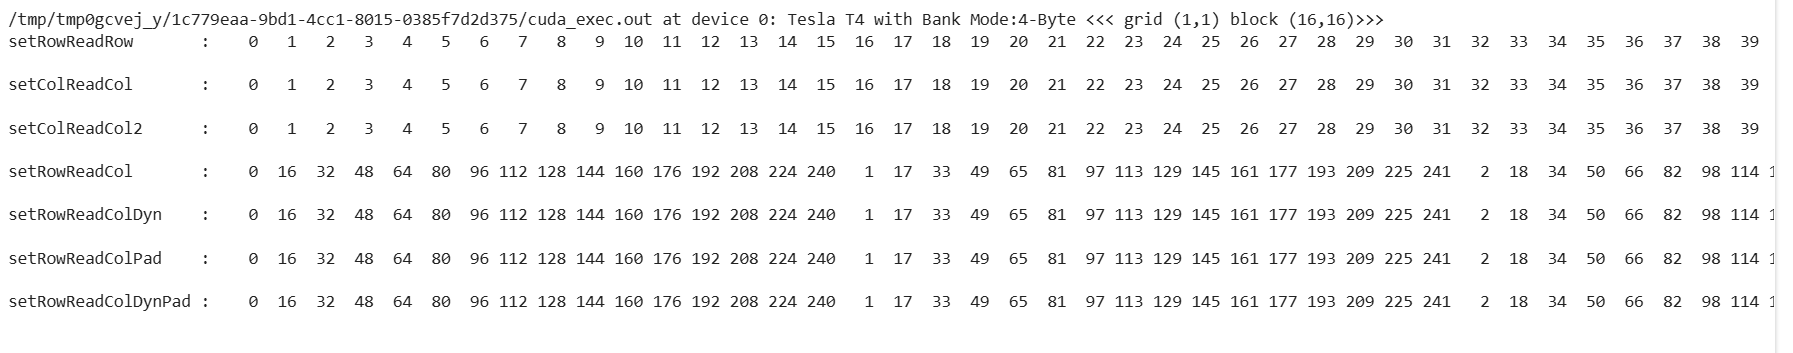 /tmp/tmp0gcvej_y/1c779eaa-9bd1-4cc1-8015-0385f7d2d375/cuda_exec.out at device 0: Tesla T4 with Bank Mode:4-Byte <<< grid (1,1) block (16,16)>>>
setRowReadRow       :   0   1   2   3   4   5   6   7   8   9  10  11  12  13  14  15  16  17  18  19  20  21  22  23  24  25  26  27  28  29  30  31  32  33  34  35  36  37  38  39
setColReadCol       :   0   1   2   3   4   5   6   7   8   9  10  11  12  13  14  15  16  17  18  19  20  21  22  23  24  25  26  27  28  29  30  31  32  33  34  35  36  37  38  39
setColReadCol2      :   0   1   2   3   4   5   6   7   8   9  10  11  12  13  14  15  16  17  18  19  20  21  22  23  24  25  26  27  28  29  30  31  32  33  34  35  36  37  38  39
setRowReadCol       :   0  16  32  48  64  80  96 112 128 144 160 176 192 208 224 240   1  17  33  49  65  81  97 113 129 145 161 177 193 209 225 241   2  18  34  50  66  82  98 114
setRowReadColDyn    :   0  16  32  48  64  80  96 112 128 144 160 176 192 208 224 240   1  17  33  49  65  81  97 113 129 145 161 177 193 209 225 241   2  18  34  50  66  82  98 114
setRowReadColPad    :   0  16  32  48  64  80  96 112 128 144 160 176 192 208 224 240   1  17  33  49  65  81  97 113 129 145 161 177 193 209 225 241   2  18  34  50  66  82  98 114
setRowReadColDynPad :   0  16  32  48  64  80  96 112 128 144 160 176 192 208 224 240   1  17  33  49  65  81  97 113 129 145 161 177 193 209 225 241   2  18  34  50  66  82  98 114